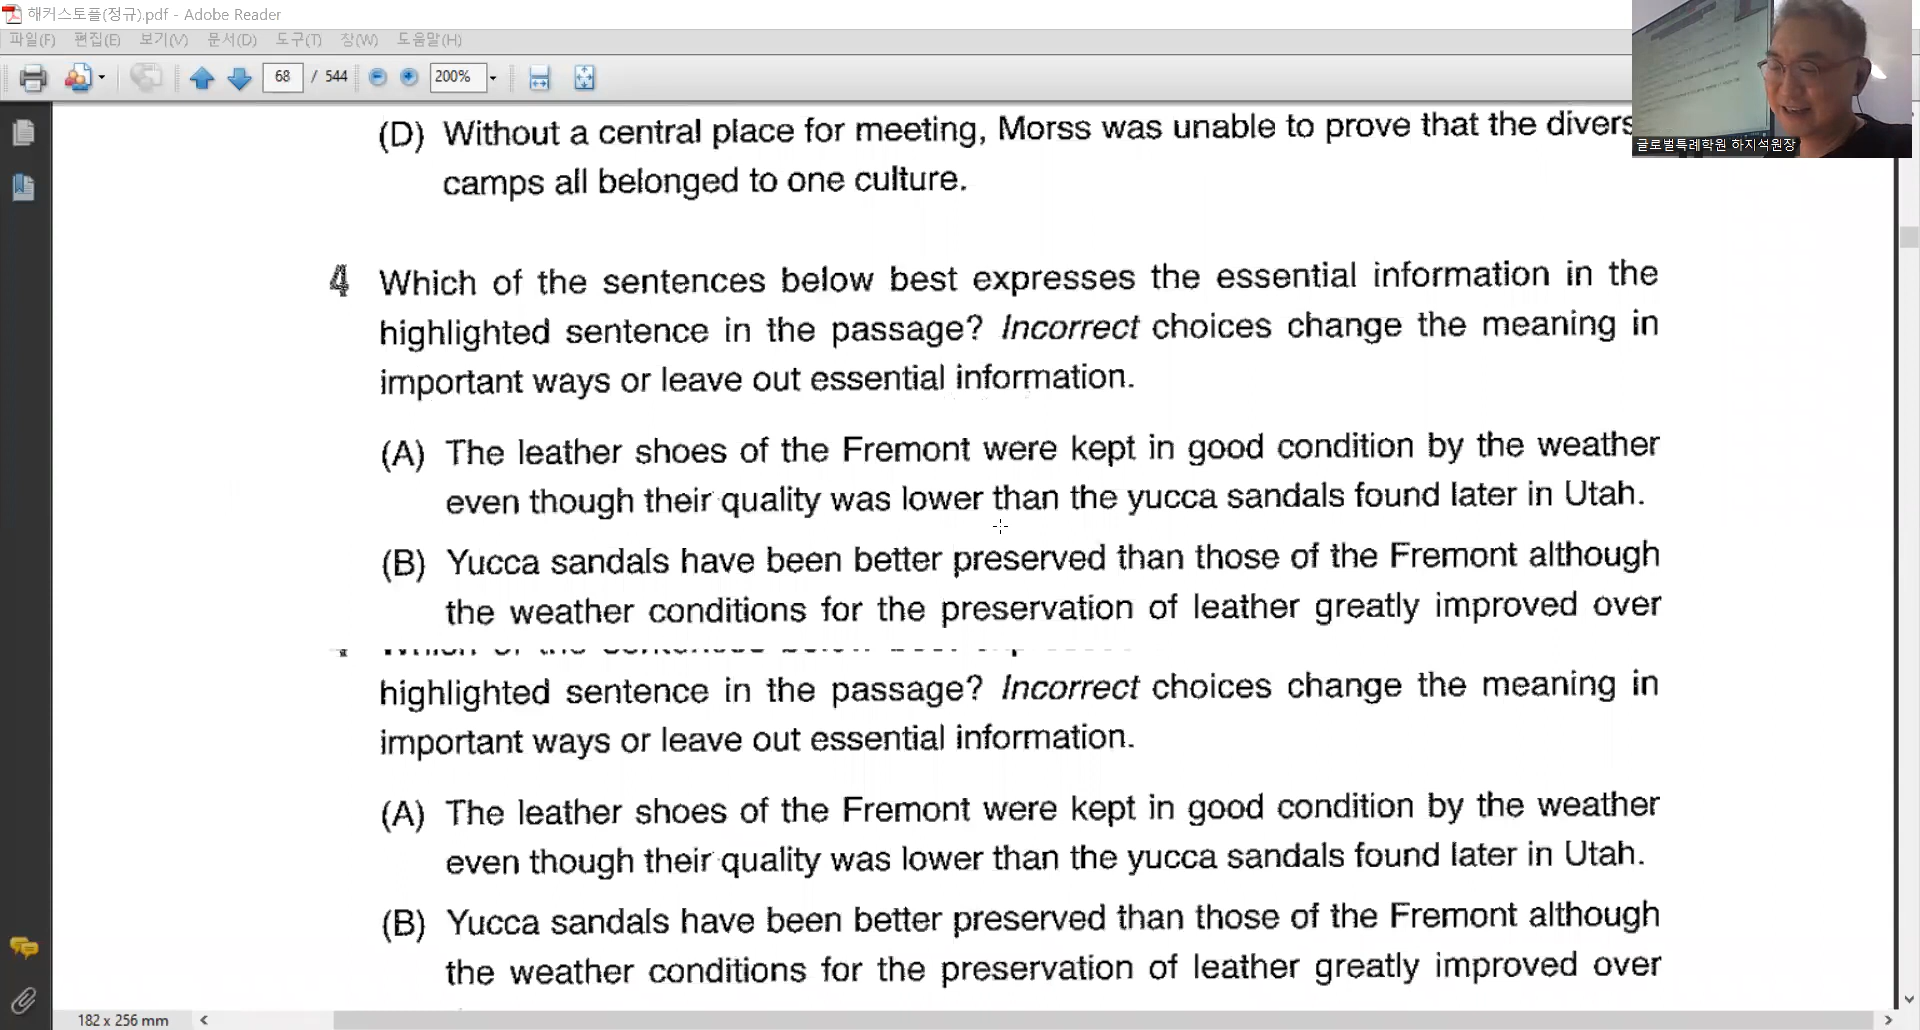 해커스토플(정규).pdf - Adobe Reader
파일(F) 편집(E) 보기(V) 문서(D) 도구(T) 창(W) 도움말(H)
68 / 544 200%
글로벌특례학원 하지석원장
(D) Without a central place for meeting, Morss was unable to prove that the divers
camps all belonged to one culture.
4 Which of the sentences below best expresses the essential information in the
highlighted sentence in the passage? Incorrect choices change the meaning in
important ways or leave out essential information.
(A) The leather shoes of the Fremont were kept in good condition by the weather
even though their quality was lower than the yucca sandals found later in Utah.
(B) Yucca sandals have been better preserved than those of the Fremont although
the weather conditions for the preservation of leather greatly improved over
highlighted sentence in the passage? Incorrect choices change the meaning in
important ways or leave out essential information.
(A) The leather shoes of the Fremont were kept in good condition by the weather
even though their quality was lower than the yucca sandals found later in Utah.
(B) Yucca sandals have been better preserved than those of the Fremont although
the weather conditions for the preservation of leather greatly improved over
182 x 256 mm